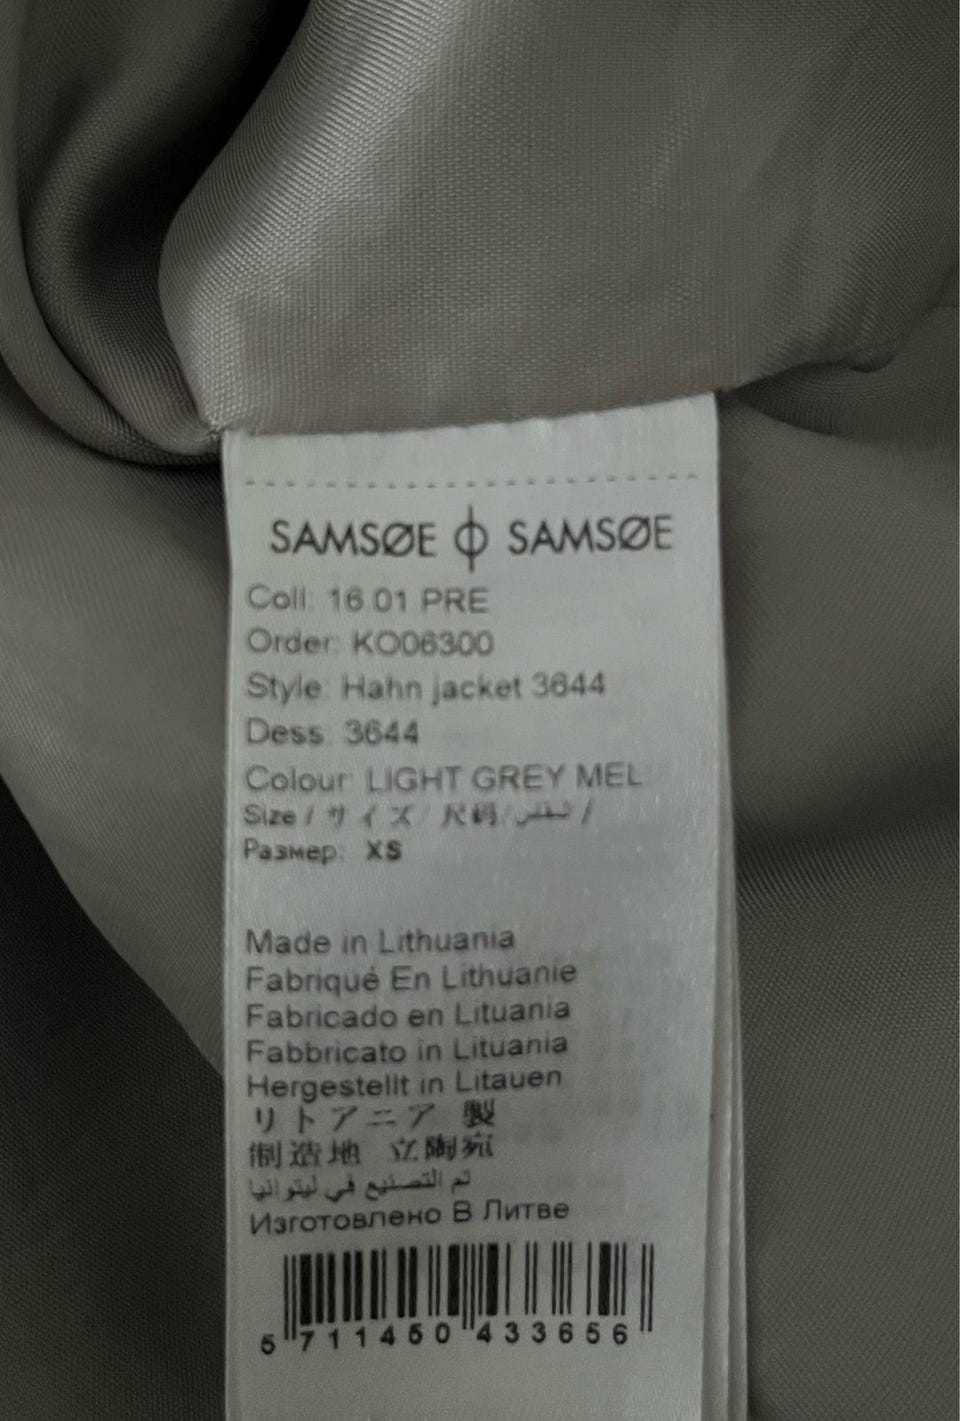 SAMSØE ϕ SAMSØE
Coll: 16.01 PRE
Order: KO06300
Style: Hahn jacket 3644
Dess: 3644
Colour: LIGHT GREY MEL
Size / サイズ / 尺码 / المقاس /
Размер: XS
Made in Lithuania
Fabriqué En Lithuanie
Fabricado en Lituania
Fabbricato in Lituania
Hergestellt in Litauen
リトアニア 製
制造地 立陶宛
تم التصنيع في ليتوانيا
Изготовлено В Литве
5 711450 433656